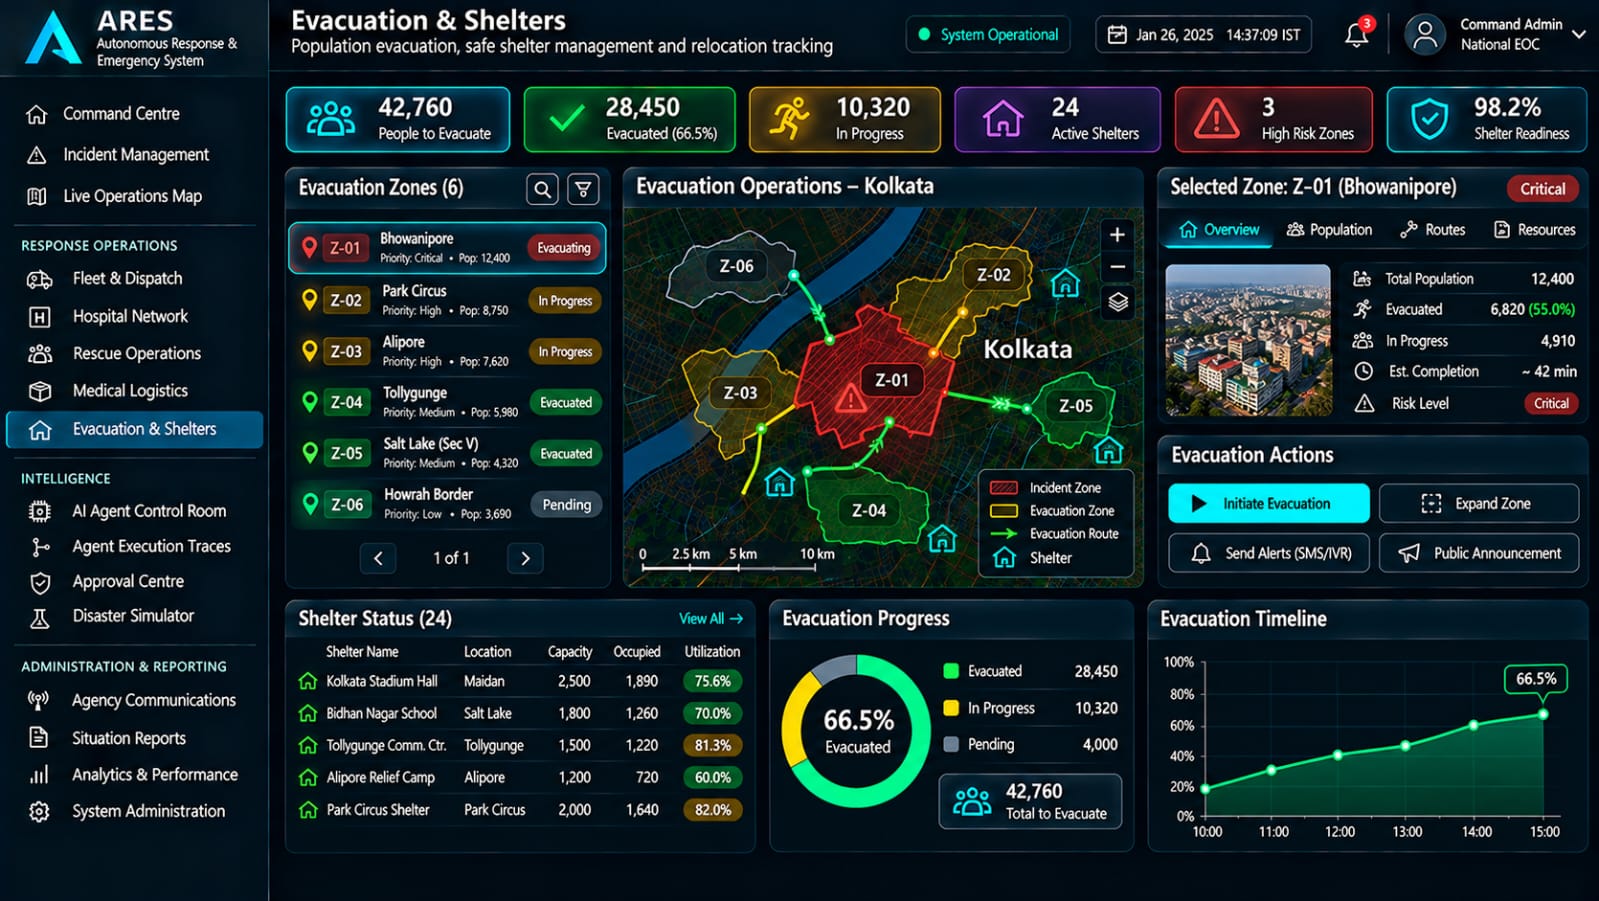 ARES
Autonomous Response &
Emergency System
Command Centre
Incident Management
Live Operations Map
RESPONSE OPERATIONS
Fleet & Dispatch
Hospital Network
Rescue Operations
Medical Logistics
Evacuation & Shelters
INTELLIGENCE
AI Agent Control Room
Agent Execution Traces
Approval Centre
Disaster Simulator
ADMINISTRATION & REPORTING
Agency Communications
Situation Reports
Analytics & Performance
System Administration
Evacuation & Shelters
Population evacuation, safe shelter management and relocation tracking
System Operational
Jan 26, 2025 14:37:09 IST
3
Command Admin
National EOC
42,760
People to Evacuate
28,450
Evacuated (66.5%)
10,320
In Progress
24
Active Shelters
3
High Risk Zones
98.2%
Shelter Readiness
Evacuation Zones (6)
Z-01 Bhowanipore Evacuating
Priority: Critical • Pop: 12,400
Z-02 Park Circus In Progress
Priority: High • Pop: 8,750
Z-03 Alipore In Progress
Priority: High • Pop: 7,620
Z-04 Tollygunge Evacuated
Priority: Medium • Pop: 5,980
Z-05 Salt Lake (Sec V) Evacuated
Priority: Medium • Pop: 4,320
Z-06 Howrah Border Pending
Priority: Low • Pop: 3,690
1 of 1
Evacuation Operations – Kolkata
Z-06
Z-02
Kolkata
Z-01
Z-03
Z-05
Z-04
+
−
0 2.5 km 5 km 10 km
Incident Zone
Evacuation Zone
Evacuation Route
Shelter
Selected Zone: Z-01 (Bhowanipore) Critical
Overview Population Routes Resources
Total Population 12,400
Evacuated 6,820 (55.0%)
In Progress 4,910
Est. Completion ~ 42 min
Risk Level Critical
Evacuation Actions
Initiate Evacuation
Expand Zone
Send Alerts (SMS/IVR)
Public Announcement
Shelter Status (24) View All →
Shelter Name Location Capacity Occupied Utilization
Kolkata Stadium Hall Maidan 2,500 1,890 75.6%
Bidhan Nagar School Salt Lake 1,800 1,260 70.0%
Tollygunge Comm. Ctr. Tollygunge 1,500 1,220 81.3%
Alipore Relief Camp Alipore 1,200 720 60.0%
Park Circus Shelter Park Circus 2,000 1,640 82.0%
Evacuation Progress
66.5%
Evacuated
Evacuated 28,450
In Progress 10,320
Pending 4,000
42,760
Total to Evacuate
Evacuation Timeline
100%
80%
60%
40%
20%
0%
66.5%
10:00 11:00 12:00 13:00 14:00 15:00